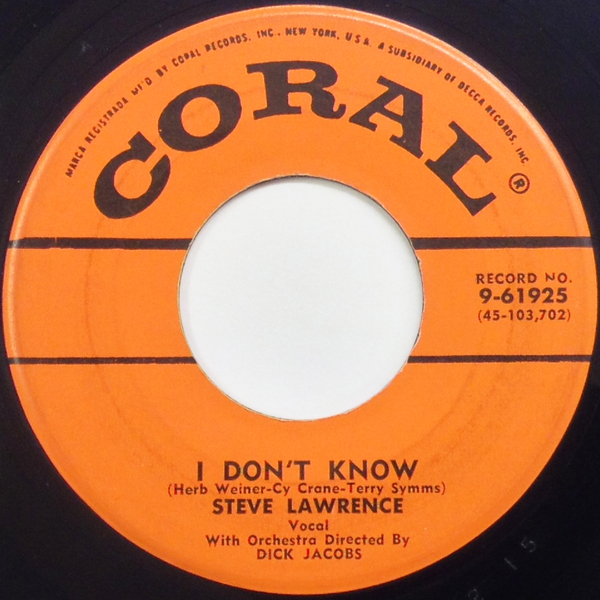 MARCA REGISTRADA M'F'D BY CORAL RECORDS, INC., NEW YORK, U.S.A. A SUBSIDIARY OF DECCA RECORDS, INC.
CORAL®
RECORD NO.
9-61925
(45-103,702)
I DON'T KNOW
(Herb Weiner-Cy Crane-Terry Symms)
STEVE LAWRENCE
Vocal
With Orchestra Directed By
DICK JACOBS